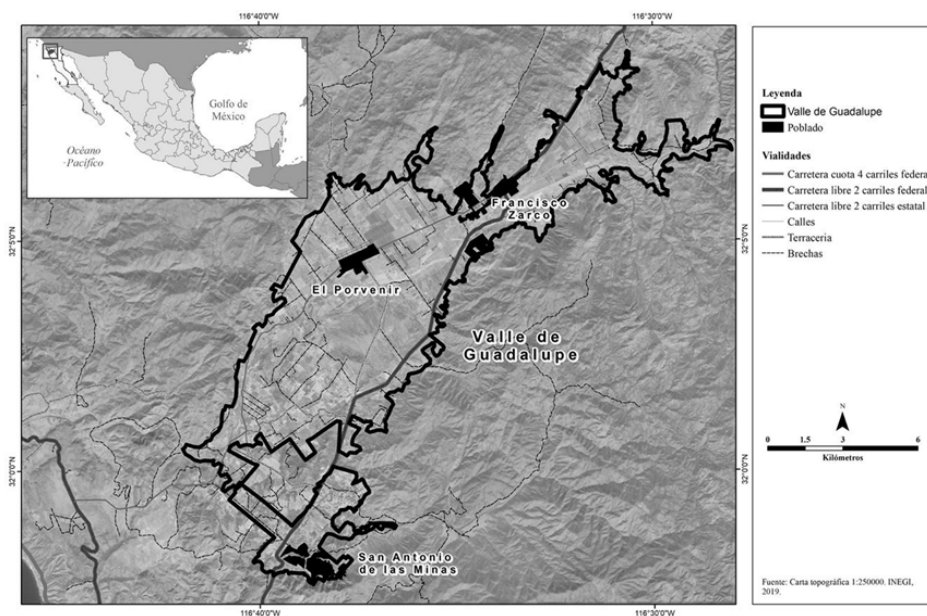 116°40'0"W
116°30'0"W
Golfo de
México
Océano
Pacífico
32°5'0"N
32°5'0"N
Francisco
Zarco
El Porvenir
Valle de
Guadalupe
32°0'0"N
32°0'0"N
San Antonio
de las Minas
116°40'0"W
116°30'0"W
Leyenda
Valle de Guadalupe
Poblado
Vialidades
Carretera cuota 4 carriles federal
Carretera libre 2 carriles federal
Carretera libre 2 carriles estatal
Calles
Terraceria
Brechas
N
0 1.5 3 6
Kilómetros
Fuente: Carta topográfica 1:250000. INEGI,
2019.